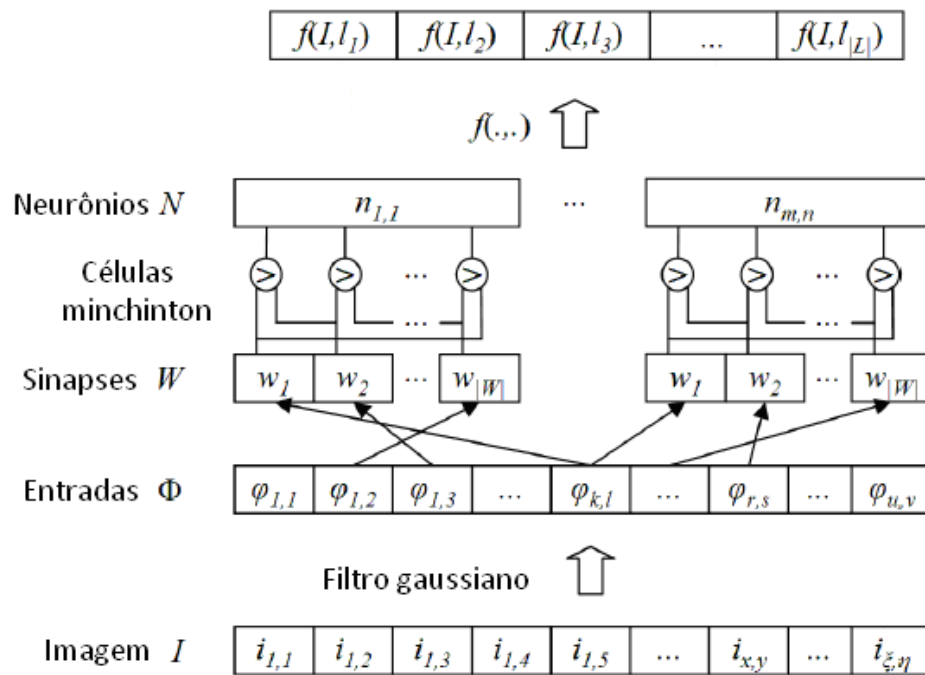 f(I,l₁) f(I,l₂) f(I,l₃) ... f(I,l|L|)
f(.,.)
Neurônios N n₁,₁ ... nm,n
Células minchinton > > ... > > > ... >
... ...
Sinapses W w₁ w₂ ... w|W| w₁ w₂ ... w|W|
Entradas Φ φ₁,₁ φ₁,₂ φ₁,₃ ... φk,l ... φr,s ... φu,v
Filtro gaussiano
Imagem I i₁,₁ i₁,₂ i₁,₃ i₁,₄ i₁,₅ ... ix,y ... iξ,η